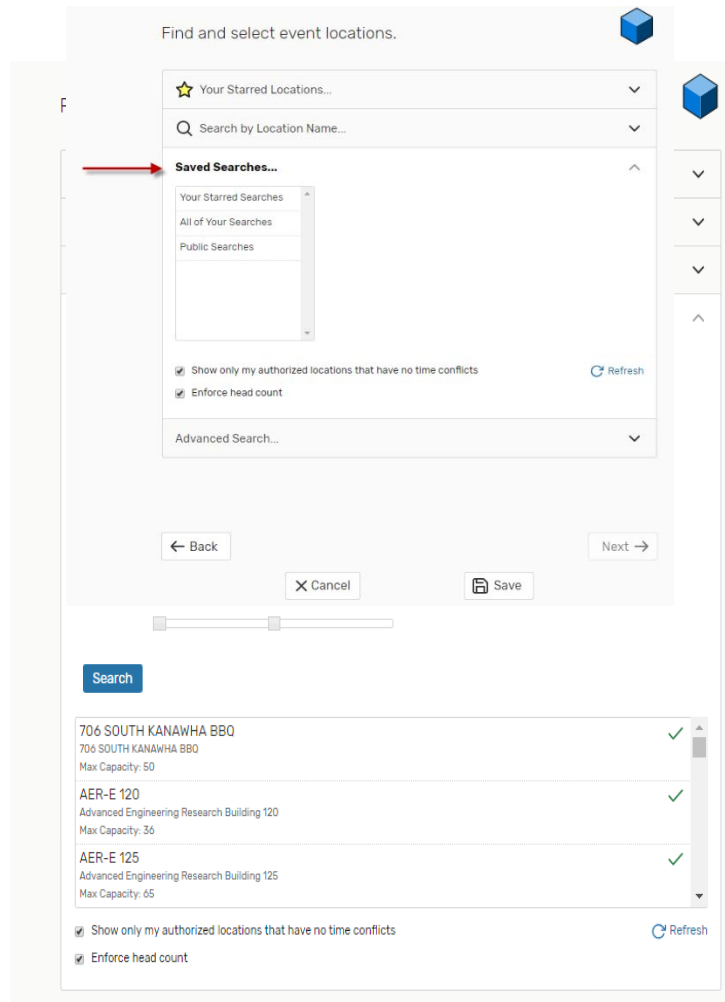 Find and select event locations.
Your Starred Locations...
Search by Location Name...
Saved Searches...
Your Starred Searches
All of Your Searches
Public Searches
Show only my authorized locations that have no time conflicts
Refresh
Enforce head count
Advanced Search...
Back
Next
Cancel
Save
Search
706 SOUTH KANAWHA BBQ
706 SOUTH KANAWHA BBQ
Max Capacity: 50
AER-E 120
Advanced Engineering Research Building 120
Max Capacity: 36
AER-E 125
Advanced Engineering Research Building 125
Max Capacity: 65
Show only my authorized locations that have no time conflicts
Refresh
Enforce head count